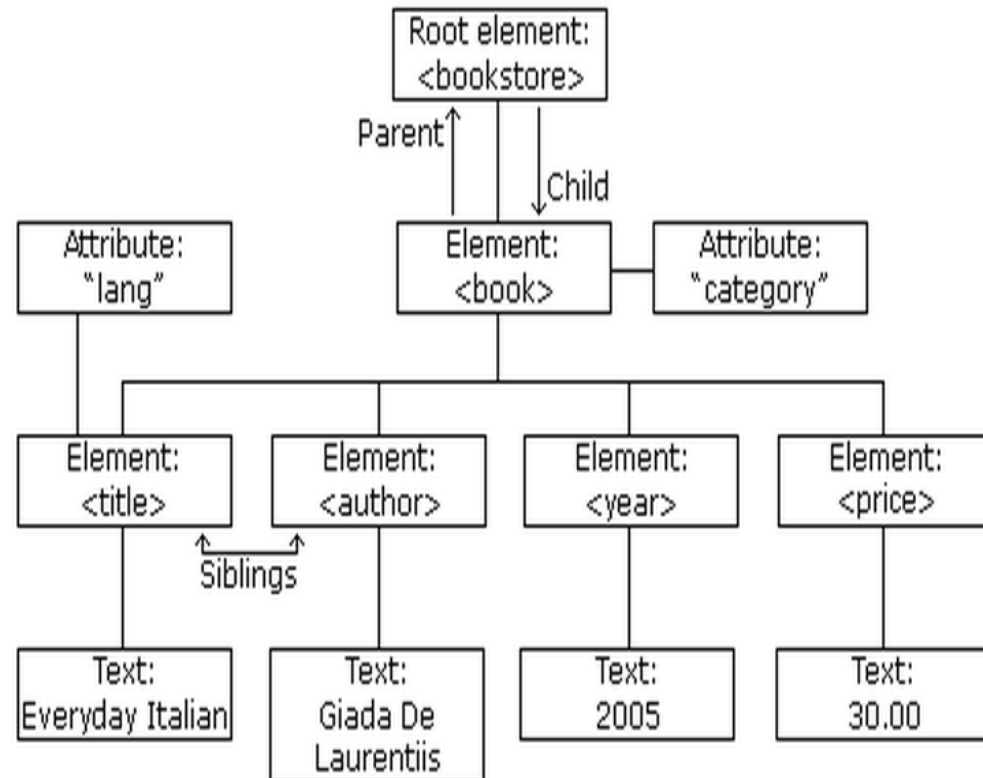 Root element:
<bookstore>
Parent
Child
Attribute:
“lang”
Element:
<book>
Attribute:
“category”
Element:
<title>
Element:
<author>
Element:
<year>
Element:
<price>
Siblings
Text:
Everyday Italian
Text:
Giada De
Laurentiis
Text:
2005
Text:
30.00